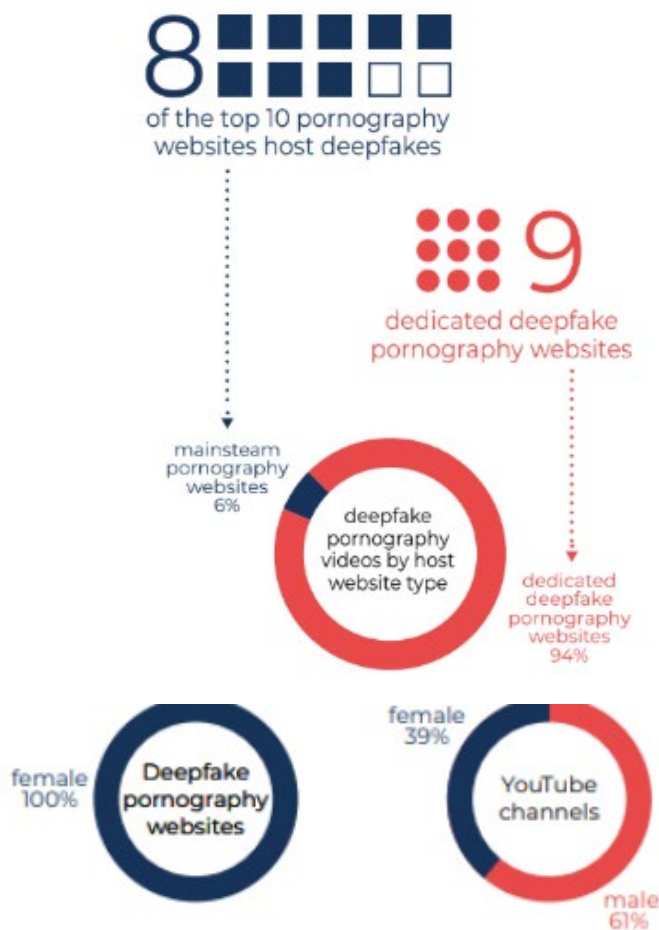 8
of the top 10 pornography
websites host deepfakes
9
dedicated deepfake
pornography websites
mainsteam
pornography
websites
6%
deepfake
pornography
videos by host
website type
dedicated
deepfake
pornography
websites
94%
female
100%
Deepfake
pornography
websites
female
39%
YouTube
channels
male
61%